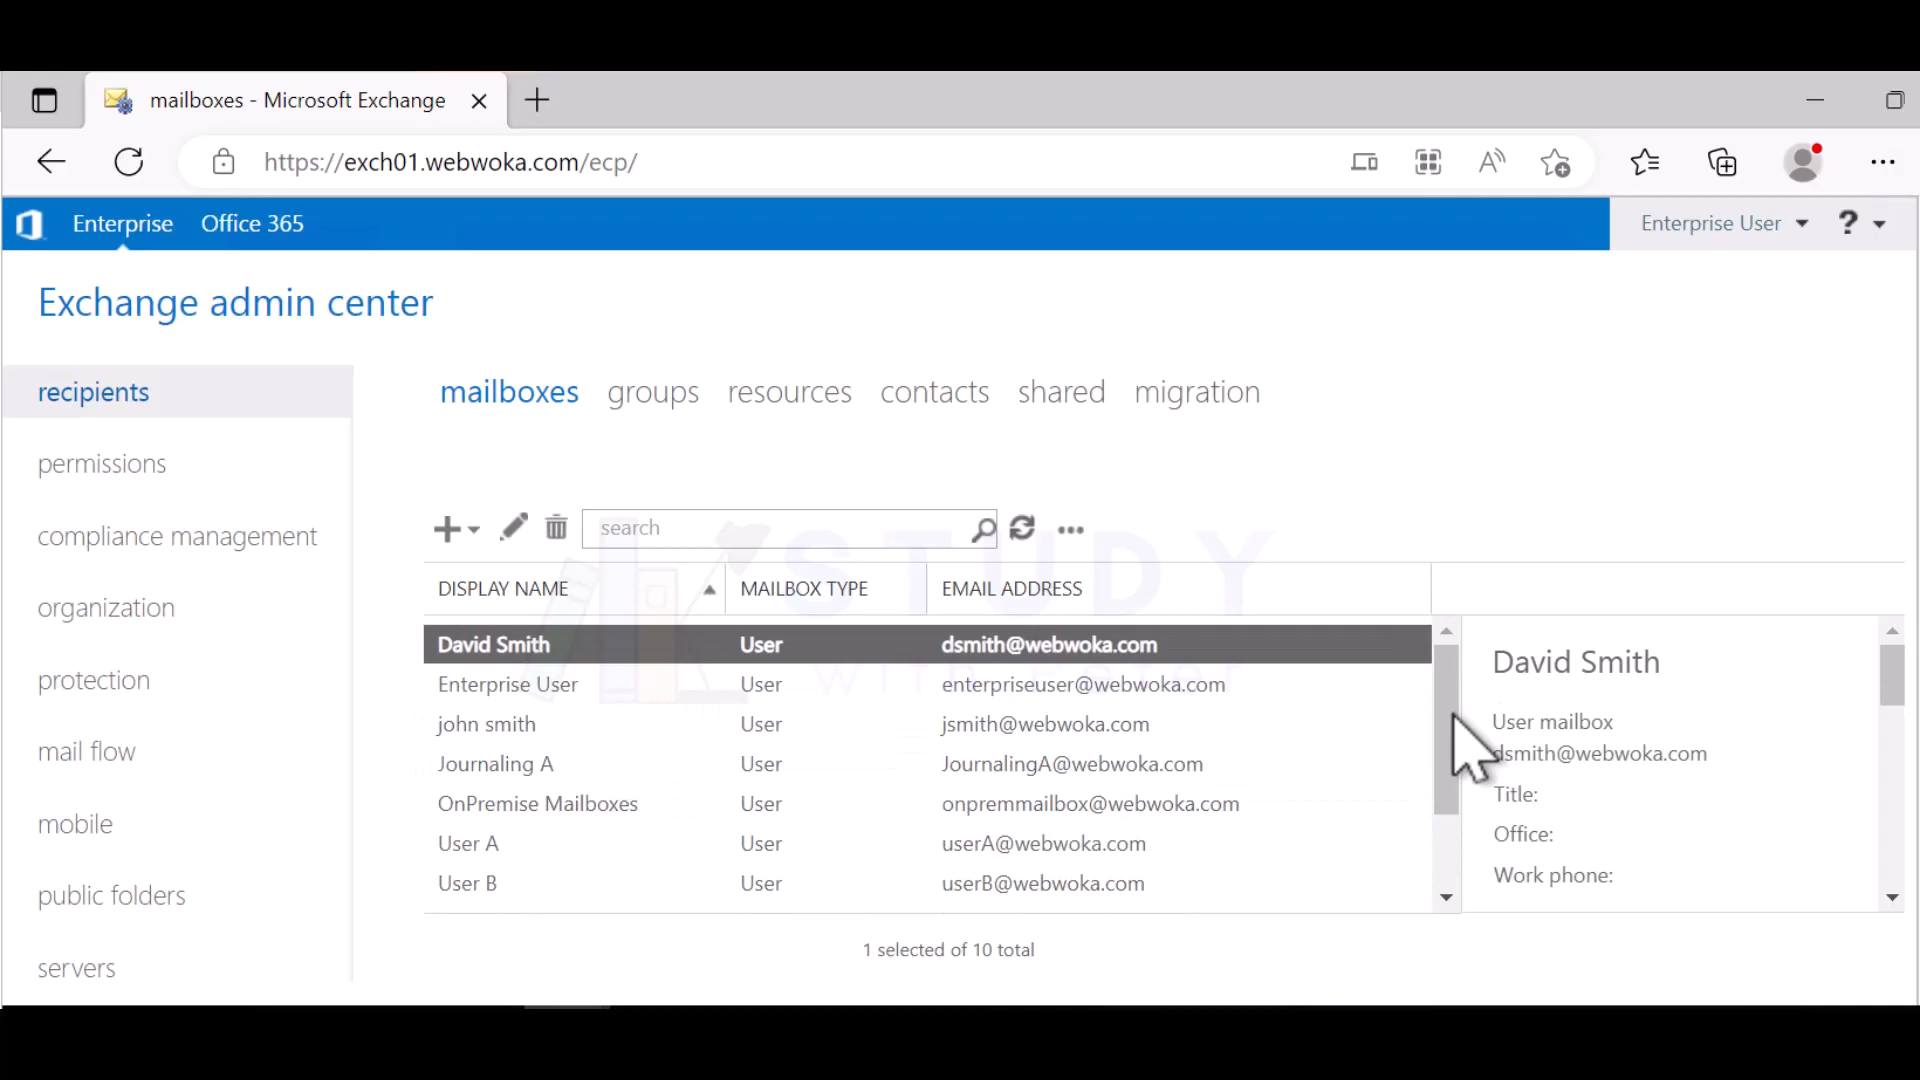 mailboxes - Microsoft Exchange
https://exch01.webwoka.com/ecp/
Enterprise Office 365 Enterprise User ?
Exchange admin center
recipients
permissions
compliance management
organization
protection
mail flow
mobile
public folders
servers
mailboxes groups resources contacts shared migration
search
DISPLAY NAME MAILBOX TYPE EMAIL ADDRESS
David Smith User dsmith@webwoka.com
Enterprise User User enterpriseuser@webwoka.com
john smith User jsmith@webwoka.com
Journaling A User JournalingA@webwoka.com
OnPremise Mailboxes User onpremmailbox@webwoka.com
User A User userA@webwoka.com
User B User userB@webwoka.com
1 selected of 10 total
David Smith
User mailbox
dsmith@webwoka.com
Title:
Office:
Work phone:
STUDY
with Peter